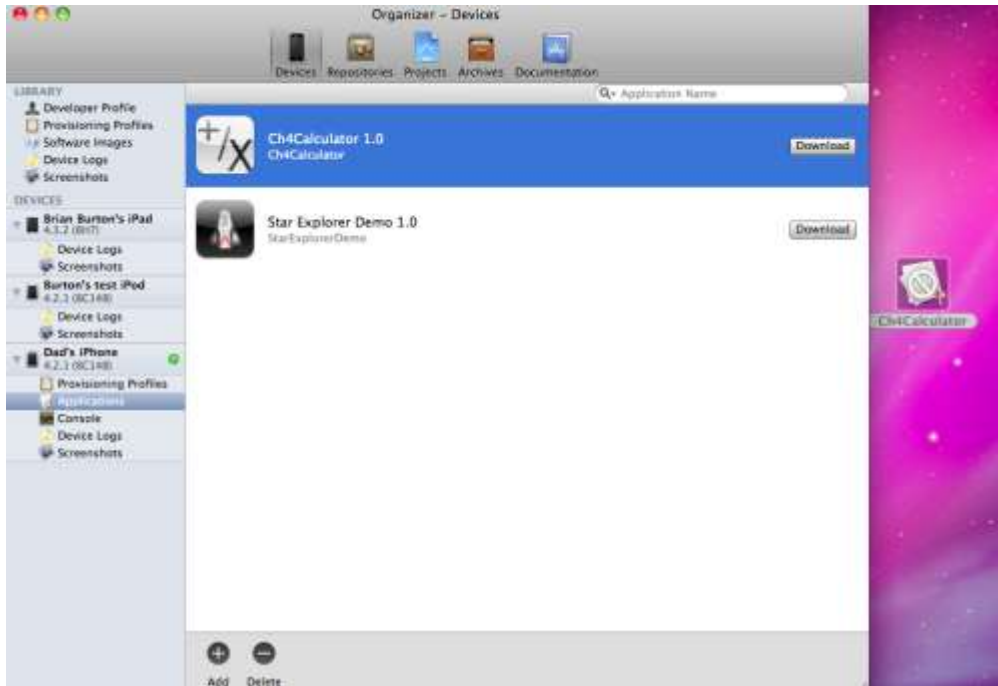 Organizer – Devices
Devices Repositories Projects Archives Documentation
LIBRARY
Developer Profile
Provisioning Profiles
Software Images
Device Logs
Screenshots
DEVICES
Brian Burton's iPad
Device Logs
Screenshots
Burton's test iPod
4.2.1 (8C148)
Device Logs
Screenshots
Dad's iPhone
4.2.1 (8C148)
Provisioning Profiles
Applications
Console
Device Logs
Screenshots
Application Name
Ch4Calculator 1.0
Ch4Calculator
Download
Star Explorer Demo 1.0
StarExplorerDemo
Download
Add Delete
Ch4Calculator